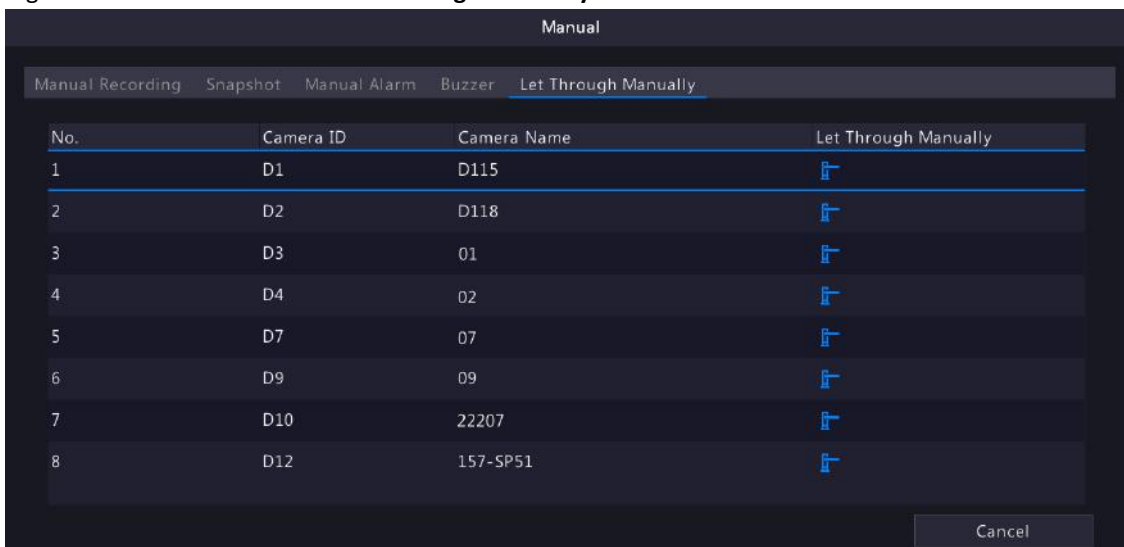 Manual
Manual Recording Snapshot Manual Alarm Buzzer Let Through Manually
No. Camera ID Camera Name Let Through Manually
1 D1 D115
2 D2 D118
3 D3 01
4 D4 02
5 D7 07
6 D9 09
7 D10 22207
8 D12 157-SP51
Cancel